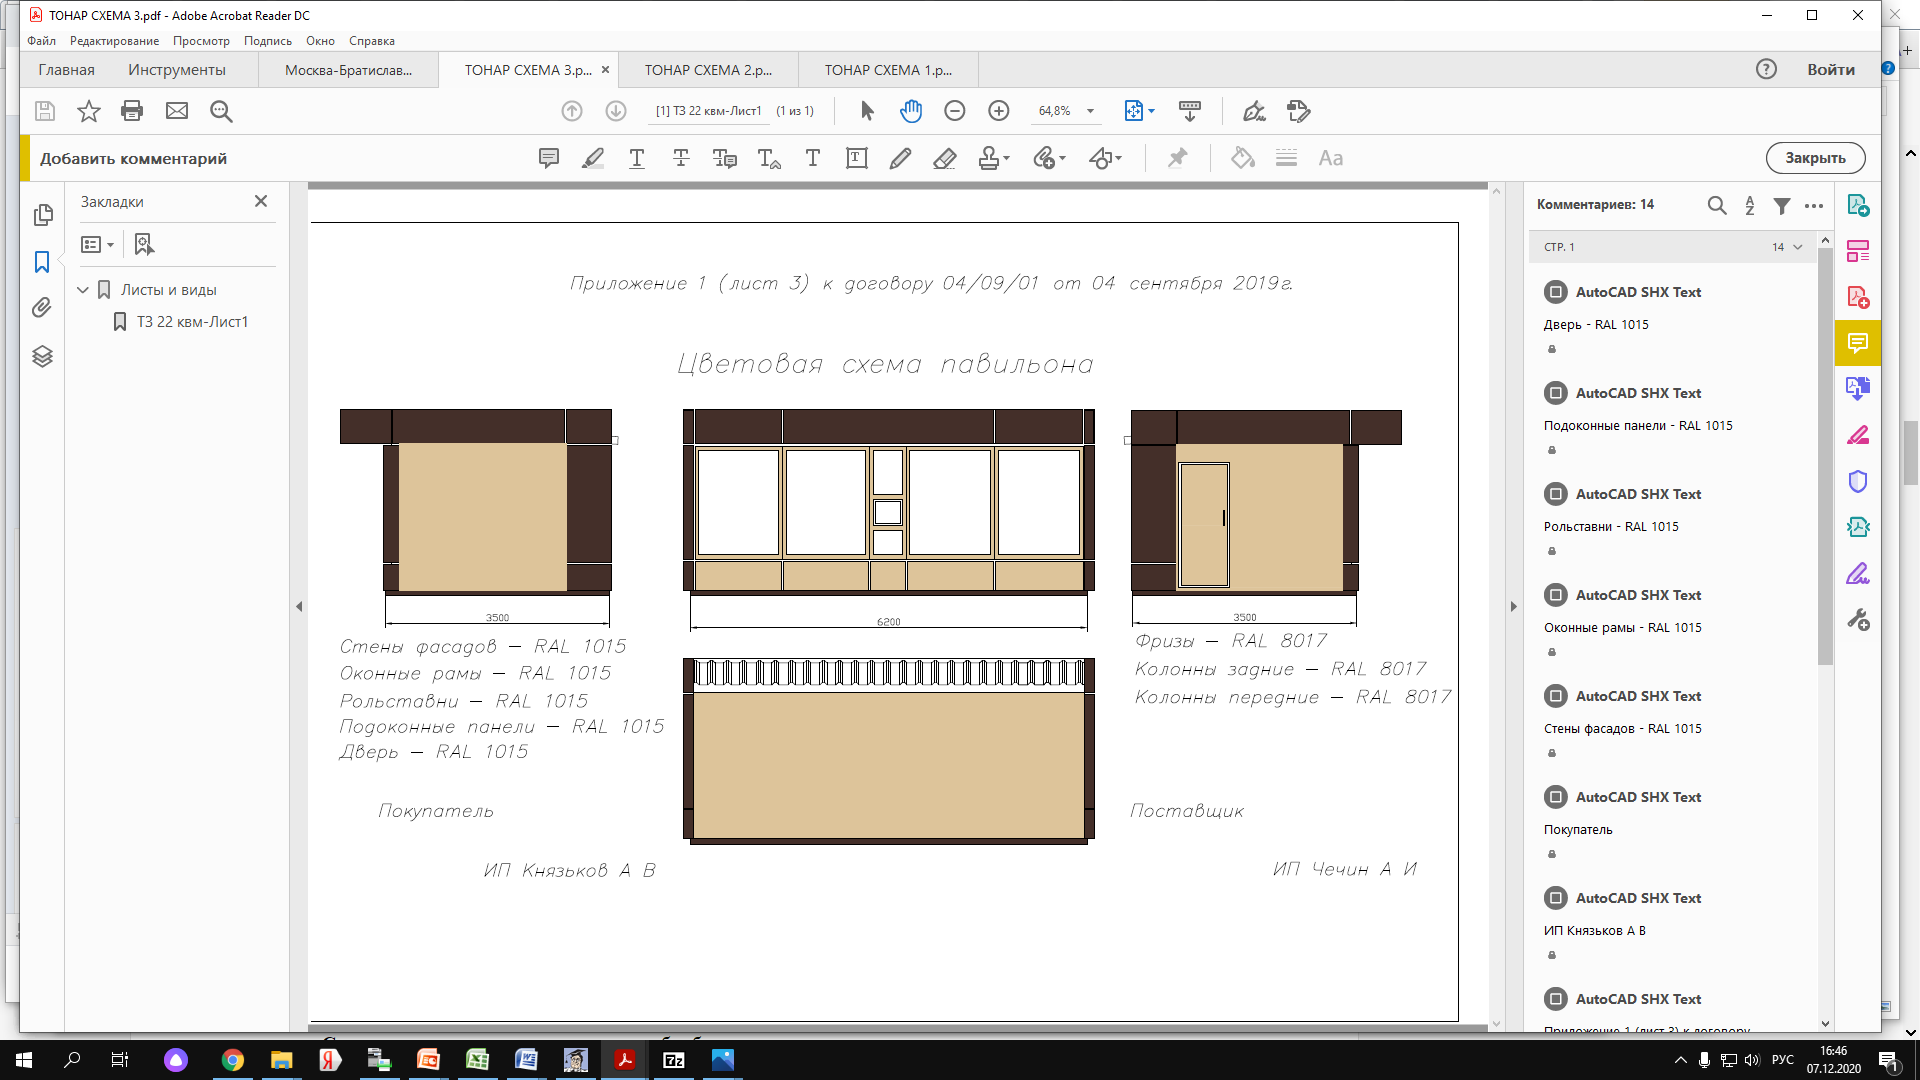 ТОНАР СХЕМА 3.pdf - Adobe Acrobat Reader DC
Файл Редактирование Просмотр Подпись Окно Справка
Главная Инструменты Москва-Братислав... ТОНАР СХЕМА 3.p... ТОНАР СХЕМА 2.p... ТОНАР СХЕМА 1.p... Войти
[1] ТЗ 22 квм-Лист1 (1 из 1) 64,8%
Добавить комментарий Закрыть
Закладки
Листы и виды
ТЗ 22 квм-Лист1
Приложение 1 (лист 3) к договору 04/09/01 от 04 сентября 2019г.
Цветовая схема павильона
3500
6200
3500
Стены фасадов – RAL 1015
Оконные рамы – RAL 1015
Рольставни – RAL 1015
Подоконные панели – RAL 1015
Дверь – RAL 1015
Фризы – RAL 8017
Колонны задние – RAL 8017
Колонны передние – RAL 8017
Покупатель
Поставщик
ИП Князьков А В
ИП Чечин А И
Комментариев: 14
СТР. 1 14
AutoCAD SHX Text
Дверь - RAL 1015
AutoCAD SHX Text
Подоконные панели - RAL 1015
AutoCAD SHX Text
Рольставни - RAL 1015
AutoCAD SHX Text
Оконные рамы - RAL 1015
AutoCAD SHX Text
Стены фасадов - RAL 1015
AutoCAD SHX Text
Покупатель
AutoCAD SHX Text
ИП Князьков А В
AutoCAD SHX Text
Приложение 1 (лист 3) к договору
РУС
16:46
07.12.2020